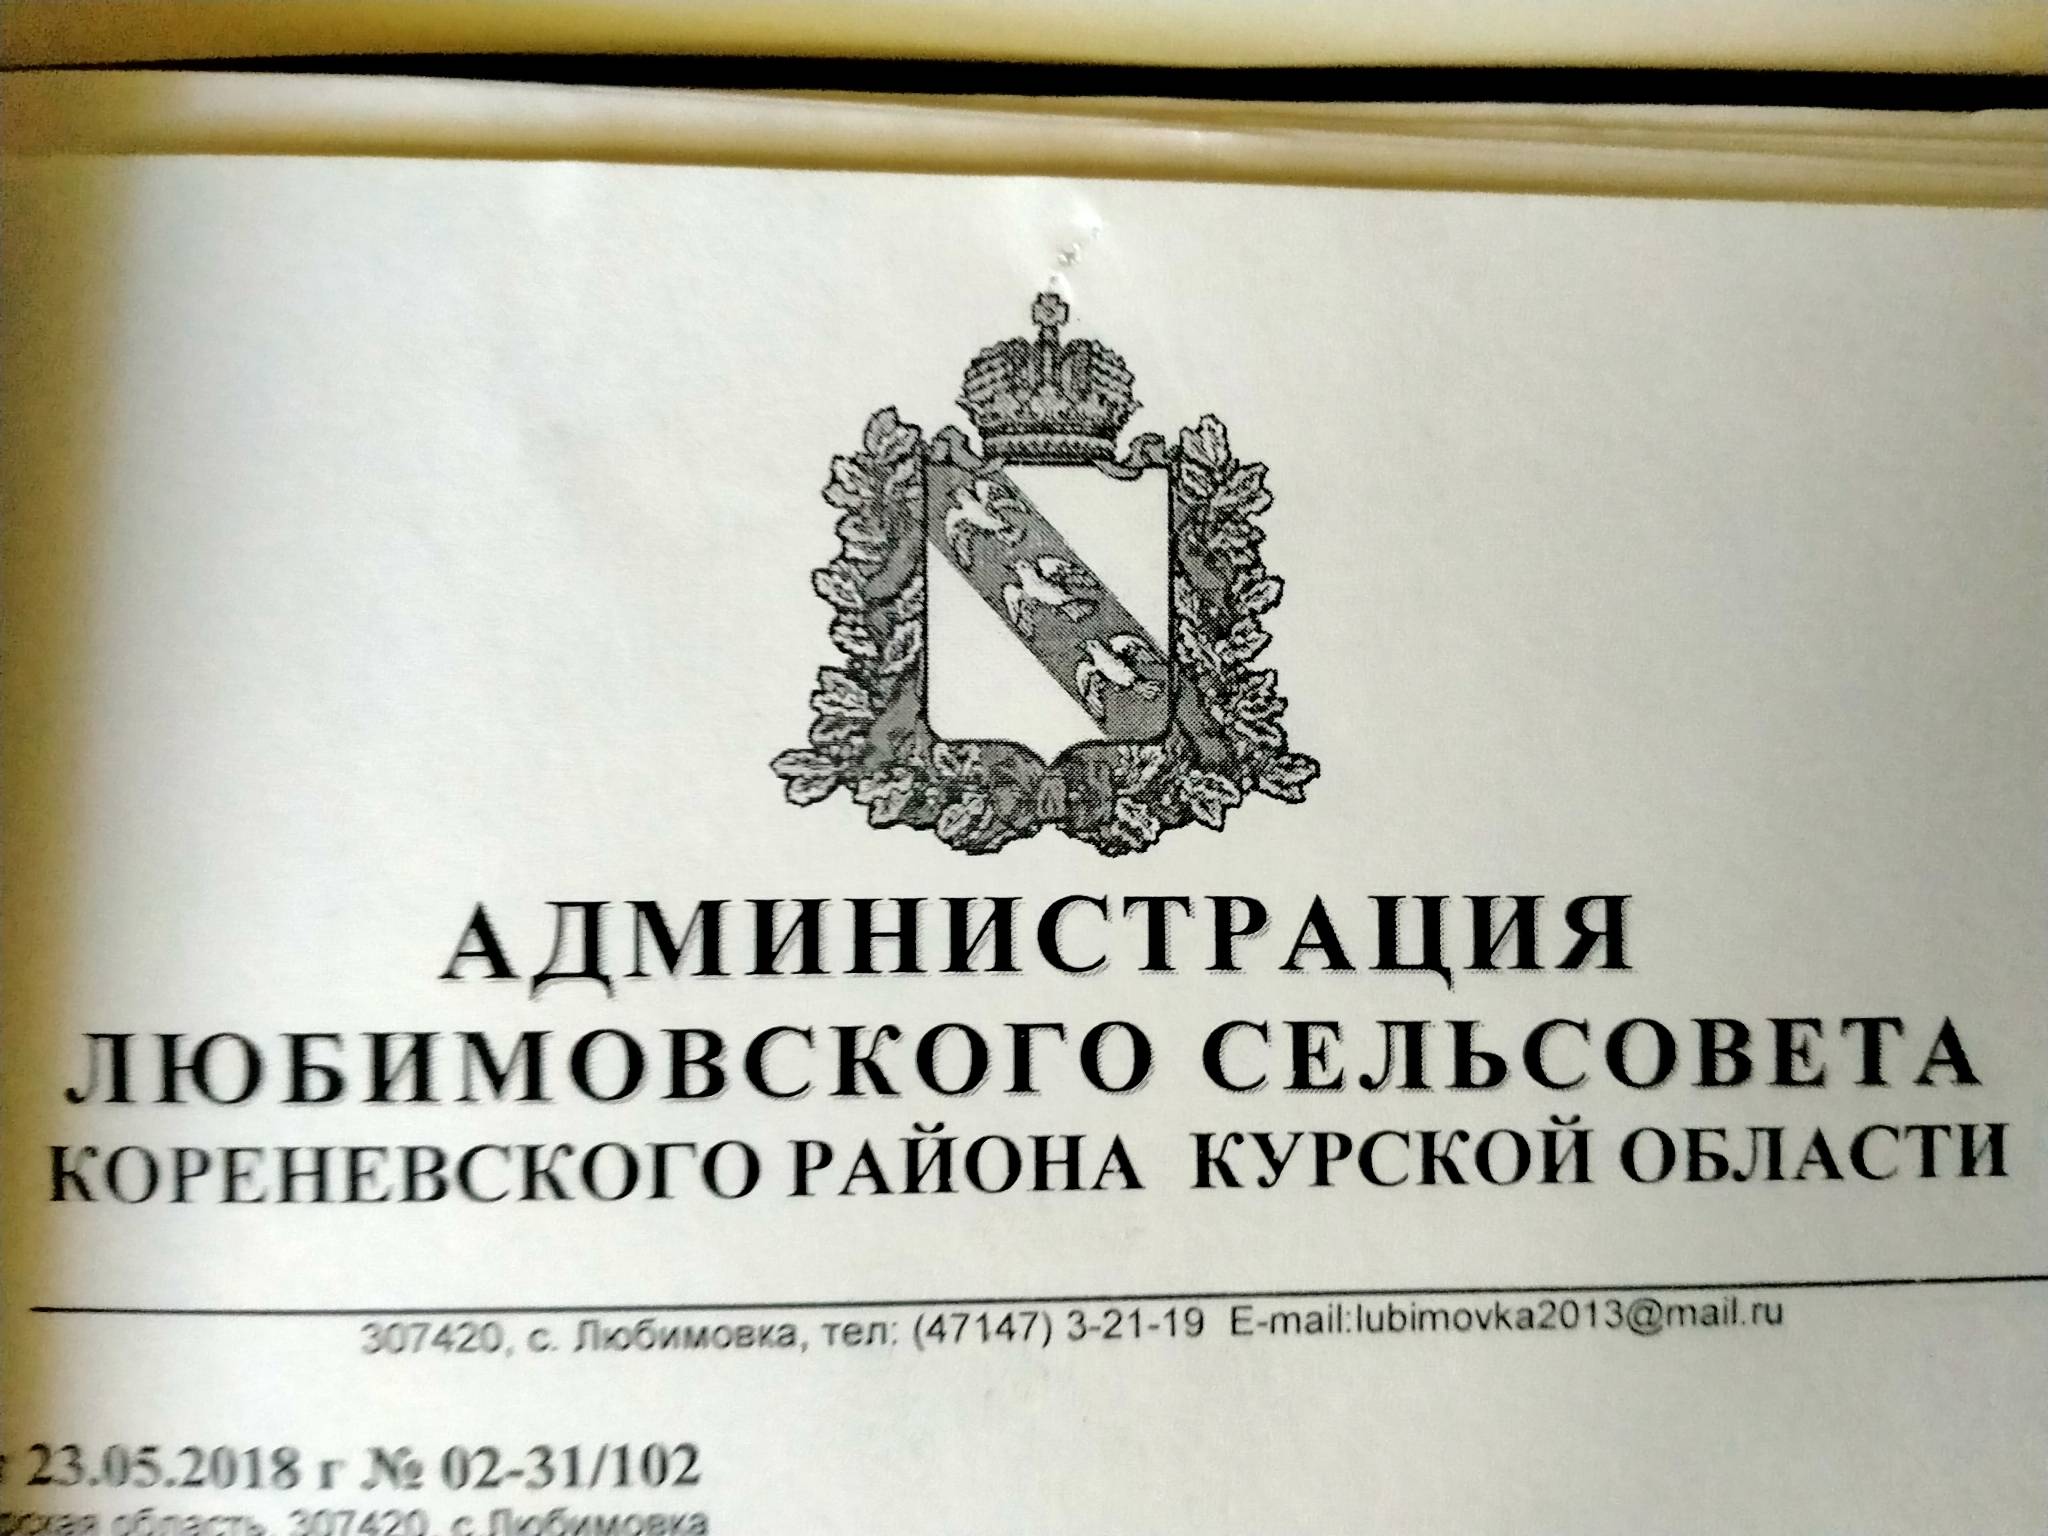 АДМИНИСТРАЦИЯ
ЛЮБИМОВСКОГО СЕЛЬСОВЕТА
КОРЕНЕВСКОГО РАЙОНА КУРСКОЙ ОБЛАСТИ
307420, с. Любимовка, тел: (47147) 3-21-19 E-mail:lubimovka2013@mail.ru
23.05.2018 г № 02-31/102
область, 307420, с.Любимовка